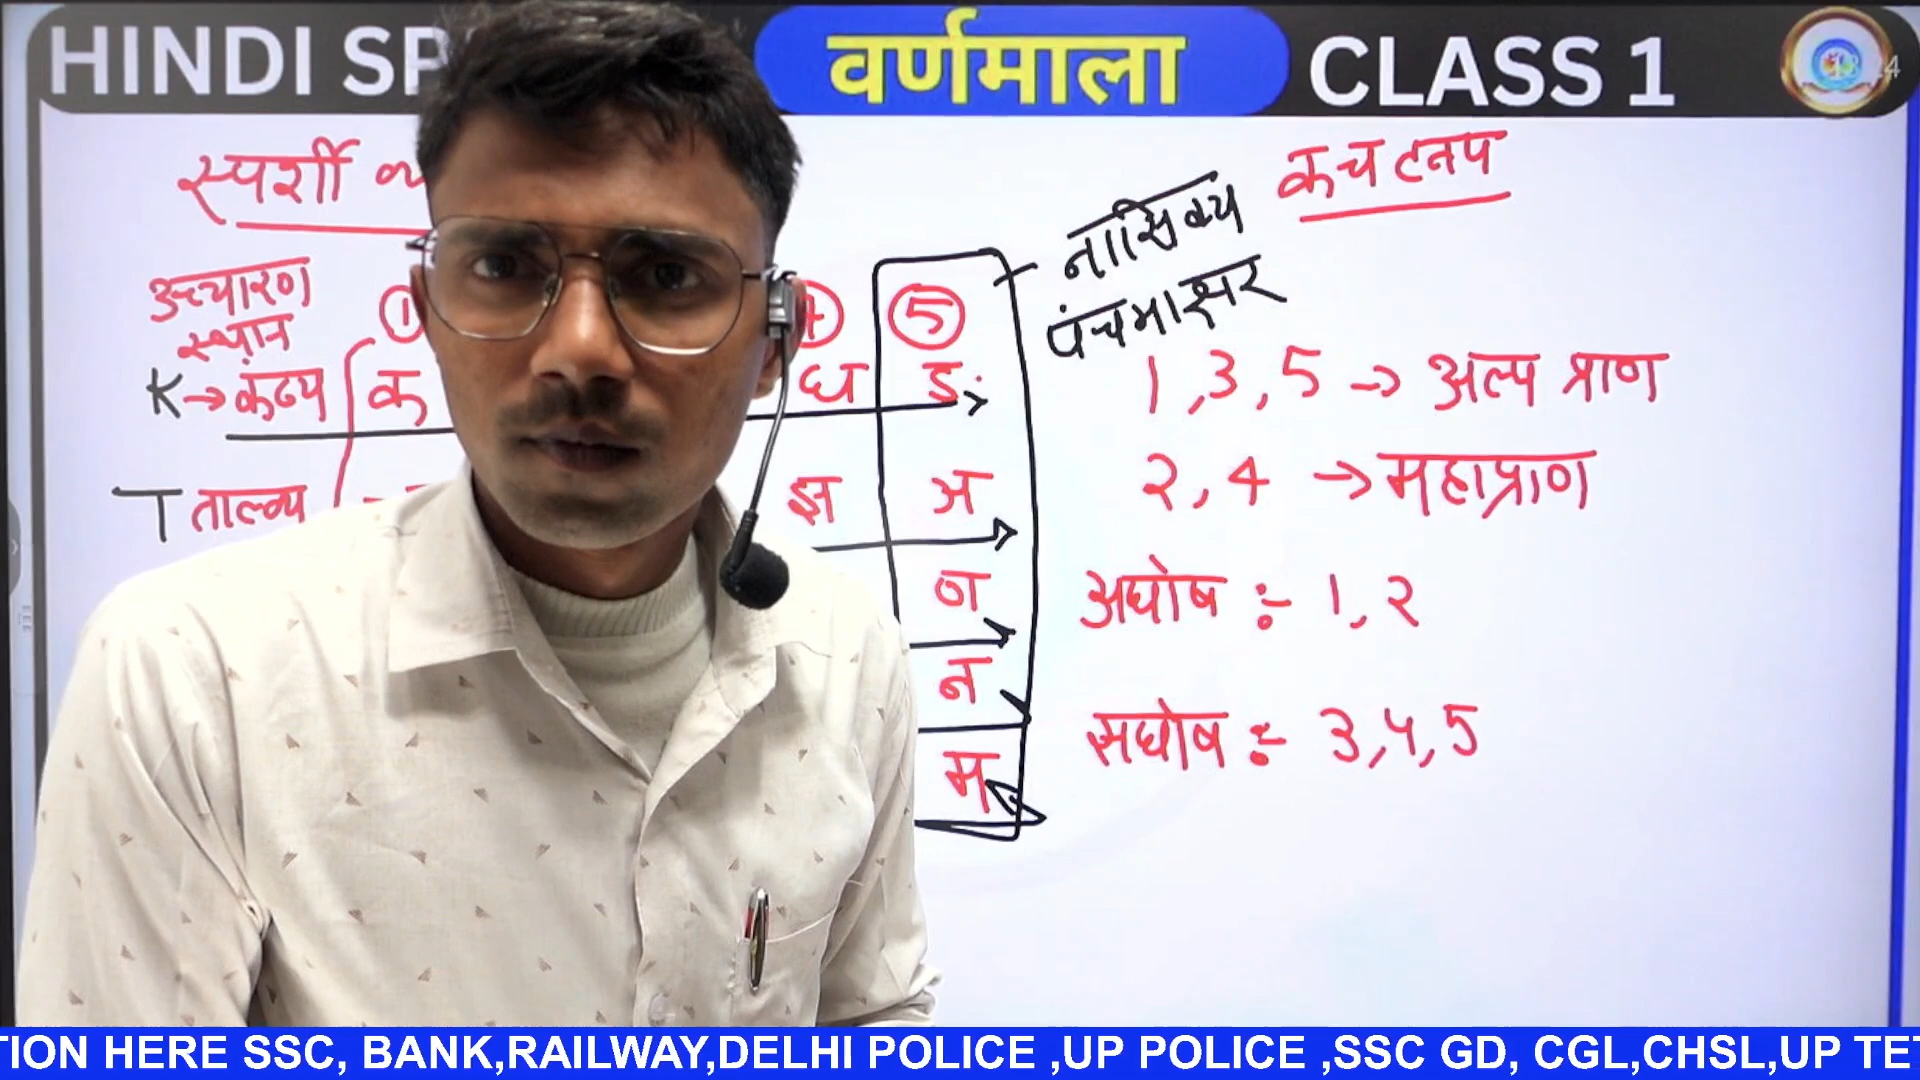 HINDI SP
वर्णमाला
CLASS 1
स्पर्शी व्य
कचटतप
नासिक्य
पंचमाक्षर
उच्चारण
स्थान
① 4 ⑤
K→ कंठ्य क घ ङ
T ताल्व्य झ ञ
ण
न
म
1,3,5 → अल्प प्राण
2,4 → महाप्राण
अघोष :- 1,2
सघोष :- 3,4,5
TION HERE SSC, BANK,RAILWAY,DELHI POLICE ,UP POLICE ,SSC GD, CGL,CHSL,UP TET